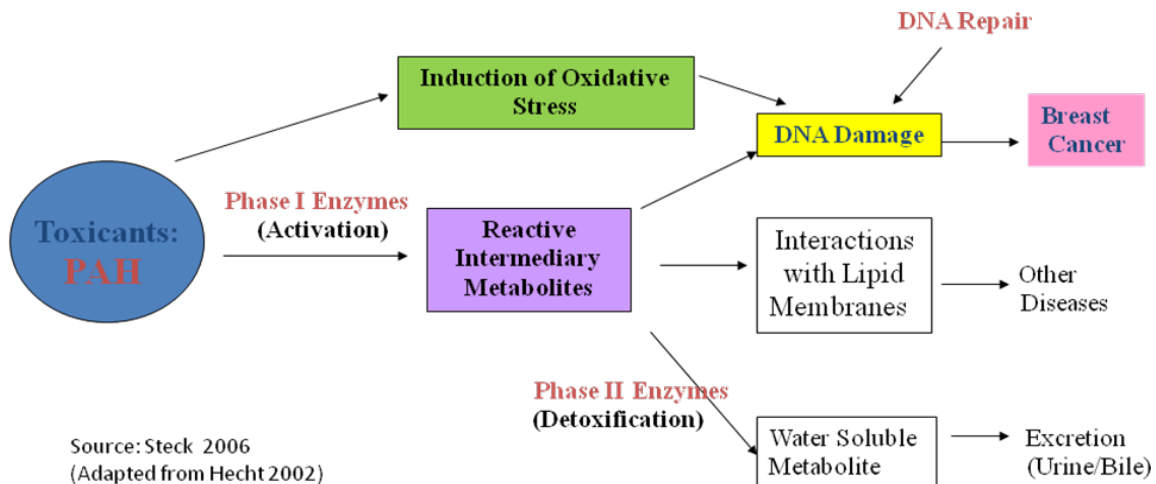 DNA Repair
Induction of Oxidative
Stress
DNA Damage
Breast
Cancer
Toxicants:
PAH
Phase I Enzymes
(Activation)
Reactive
Intermediary
Metabolites
Interactions
with Lipid
Membranes
Other
Diseases
Phase II Enzymes
(Detoxification)
Water Soluble
Metabolite
Excretion
(Urine/Bile)
Source: Steck 2006
(Adapted from Hecht 2002)